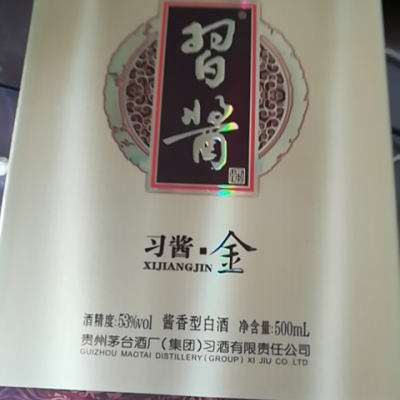 習
酱
习酱·金
XIJIANGJIN
酒精度:53%vol 酱香型白酒 净含量:500mL
贵州茅台酒厂(集团)习酒有限责任公司
GUIZHOU MAOTAI DISTILLERY(GROUP) XI JIU CO.,LTD